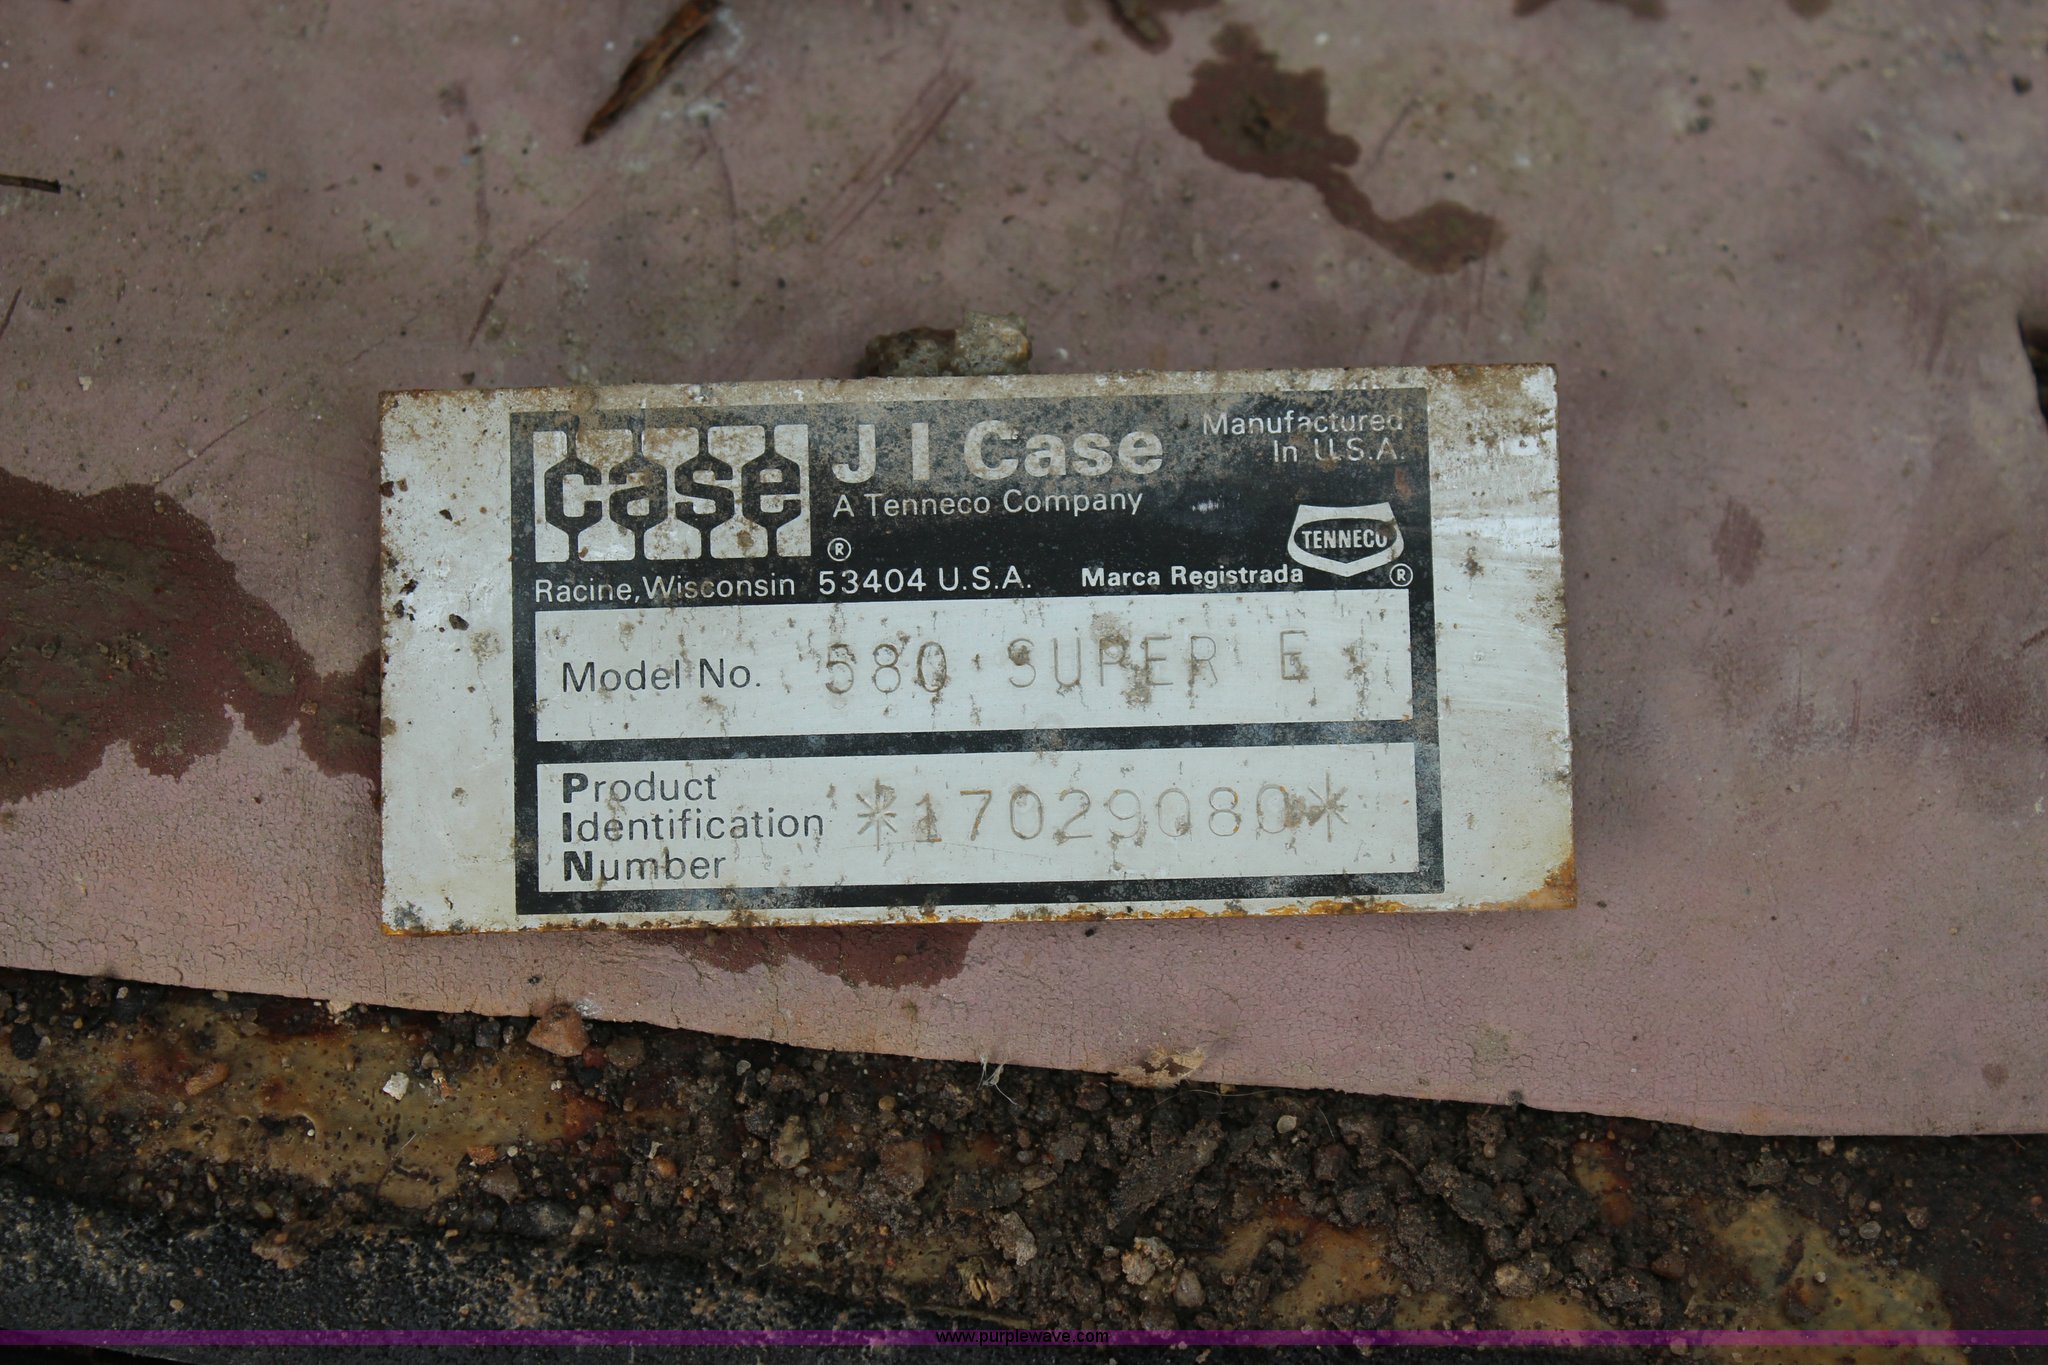 case
J I Case
Manufactured
In U.S.A.
A Tenneco Company
®
TENNECO
Racine, Wisconsin 53404 U.S.A.
Marca Registrada
®
Model No. 580 SUPER E
Product
Identification *17029080*
Number
www.purplewave.com